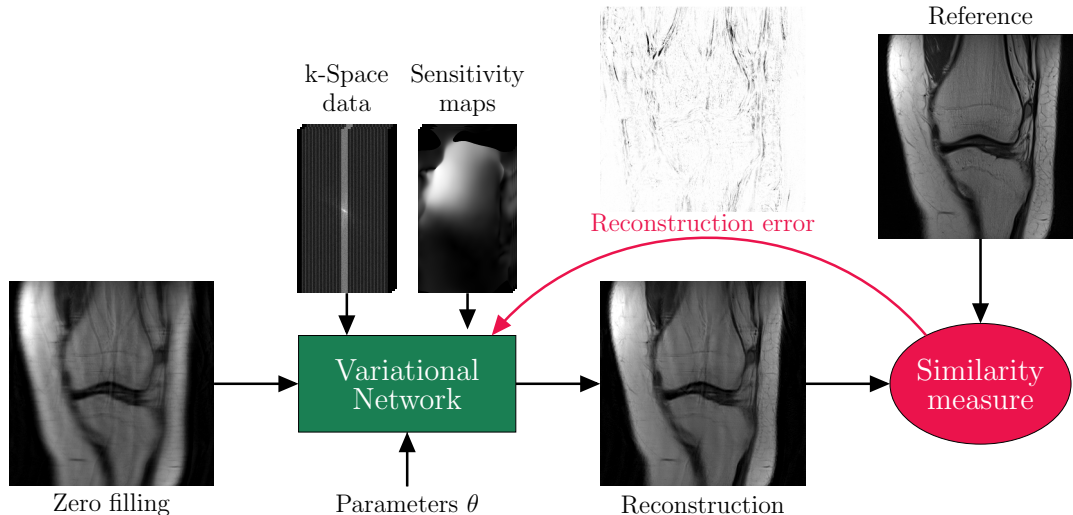 Reference
k-Space
data
Sensitivity
maps
Reconstruction error
Variational
Network
Similarity
measure
Zero filling
Parameters θ
Reconstruction